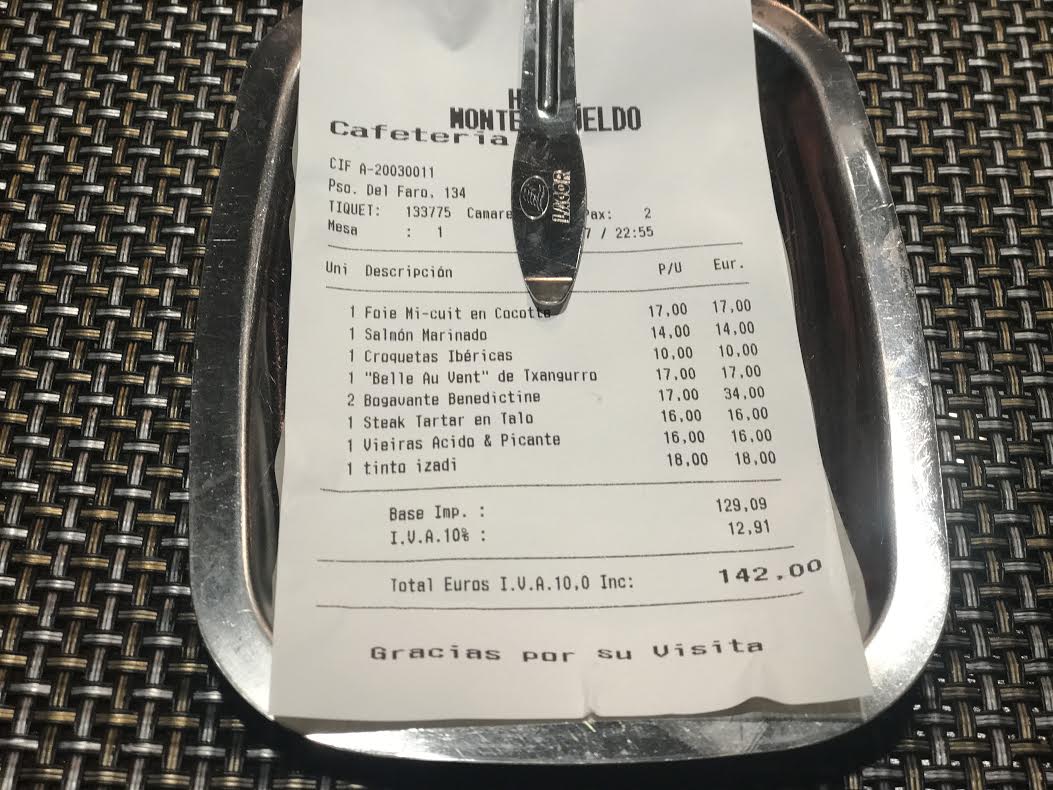 MONTE
Cafeteria
CIF A-20030011
Pso. Del Faro, 134
TIQUET: 133775 Pax: 2
Mesa : 1 7 / 22:55
BAGOR
Uni Descripción P/U Eur.
1 Foie Mi-cuit en Cocotte 17,00 17,00
1 Salmón Marinado 14,00 14,00
1 Croquetas Ibéricas 10,00 10,00
1 "Belle Au Vent" de Txangurro 17,00 17,00
2 Bogavante Benedictine 17,00 34,00
1 Steak Tartar en Talo 16,00 16,00
1 Vieiras Acido & Picante 16,00 16,00
1 tinto izadi 18,00 18,00
Base Imp. : 129,09
I.V.A.10% : 12,91
Total Euros I.V.A.10,0 Inc: 142,00
Gracias por su Visita